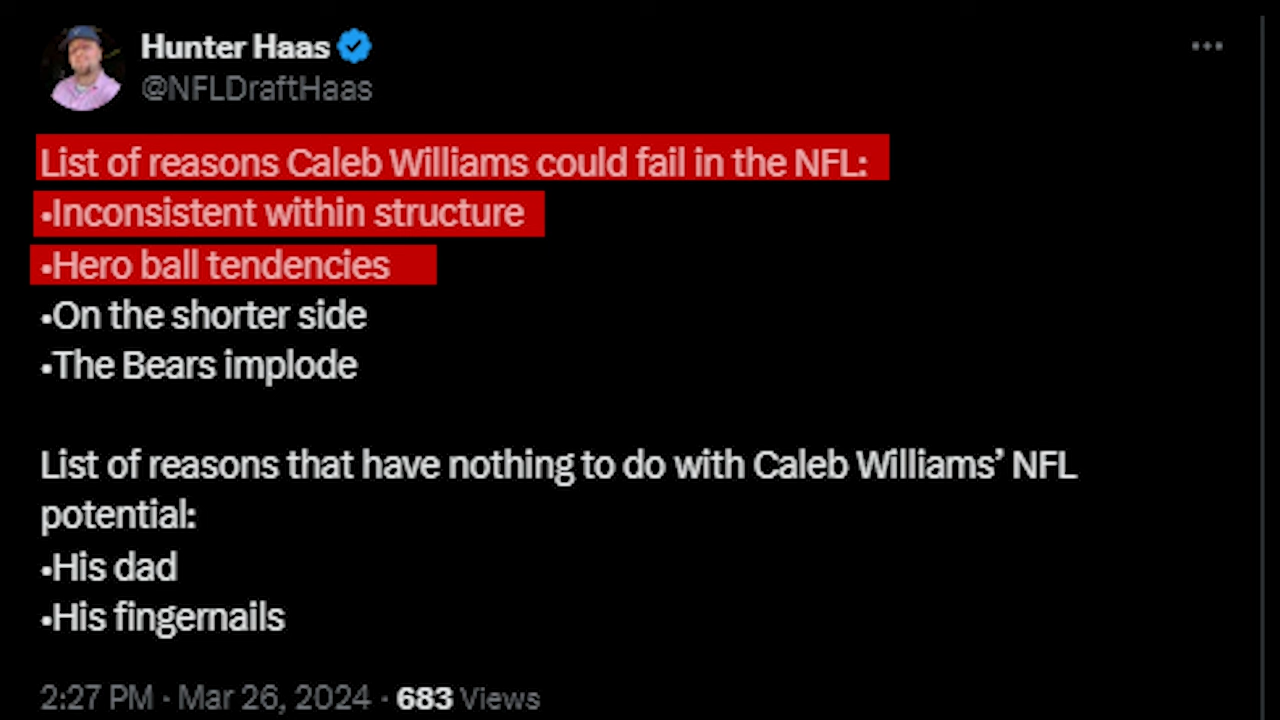 Hunter Haas
@NFLDraftHaas
List of reasons Caleb Williams could fail in the NFL:
•Inconsistent within structure
•Hero ball tendencies
•On the shorter side
•The Bears implode
List of reasons that have nothing to do with Caleb Williams’ NFL
potential:
•His dad
•His fingernails
2:27 PM · Mar 26, 2024 · 683 Views